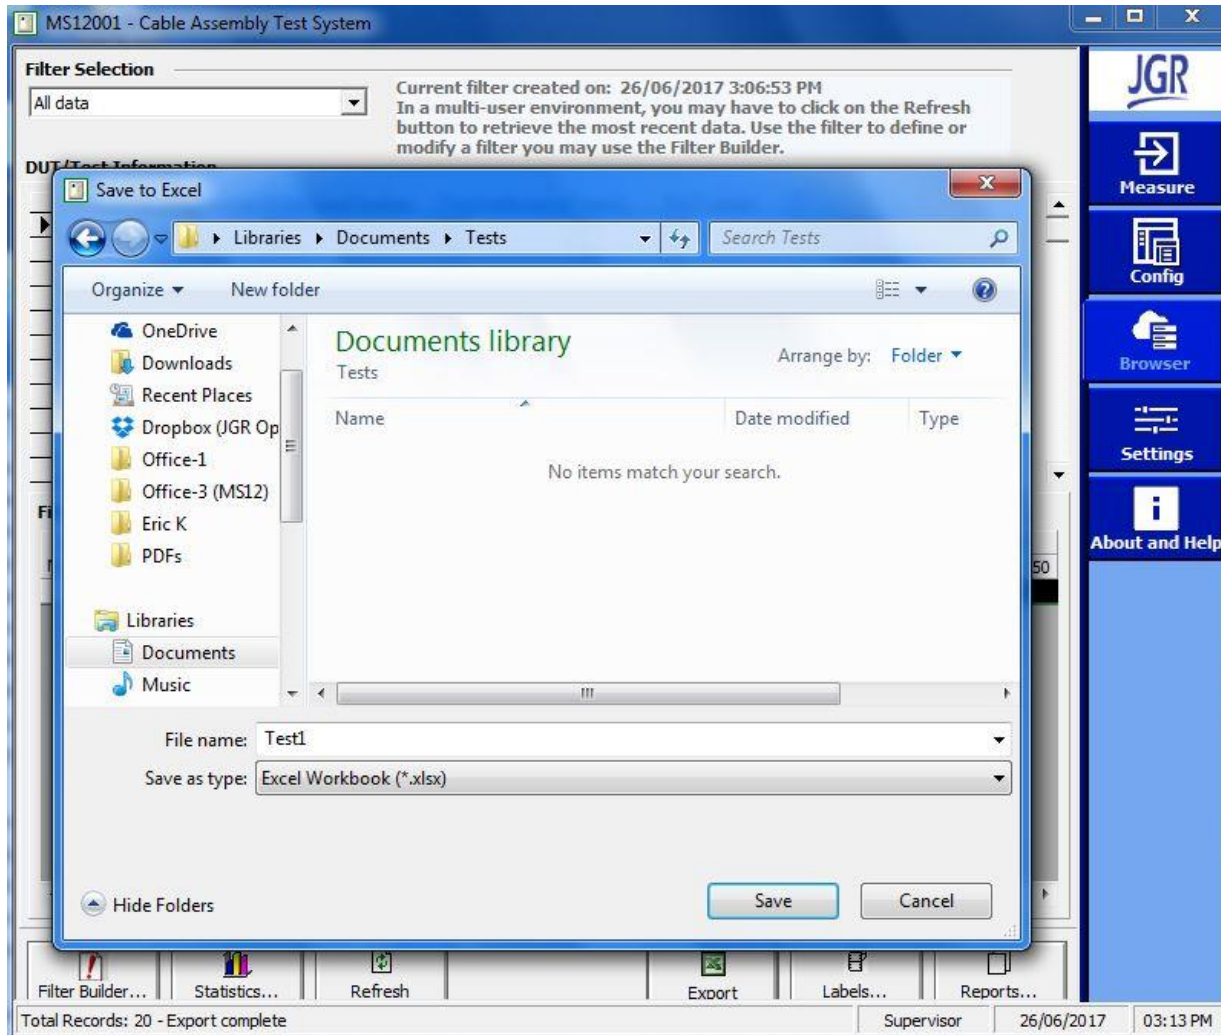 MS12001 - Cable Assembly Test System
Filter Selection
All data
Current filter created on: 26/06/2017 3:06:53 PM
In a multi-user environment, you may have to click on the Refresh
button to retrieve the most recent data. Use the filter to define or
modify a filter you may use the Filter Builder.
DUT/Test Information
JGR
Measure
Config
Browser
Settings
About and Help
Save to Excel
Libraries Documents Tests
Search Tests
Organize New folder
OneDrive
Downloads
Recent Places
Dropbox (JGR Op
Office-1
Office-3 (MS12)
Eric K
PDFs
Libraries
Documents
Music
Documents library
Tests
Arrange by: Folder
Name Date modified Type
No items match your search.
Fi
50
File name: Test1
Save as type: Excel Workbook (*.xlsx)
Hide Folders
Save Cancel
Filter Builder... Statistics... Refresh Export Labels... Reports...
Total Records: 20 - Export complete Supervisor 26/06/2017 03:13 PM